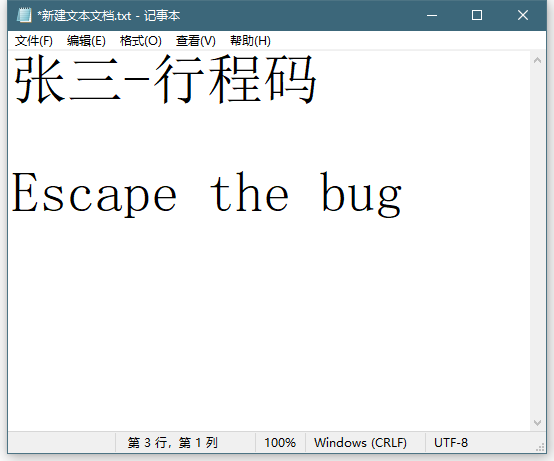 *新建文本文档.txt - 记事本
文件(F) 编辑(E) 格式(O) 查看(V) 帮助(H)
张三-行程码
Escape the bug
第 3 行，第 1 列 100% Windows (CRLF) UTF-8